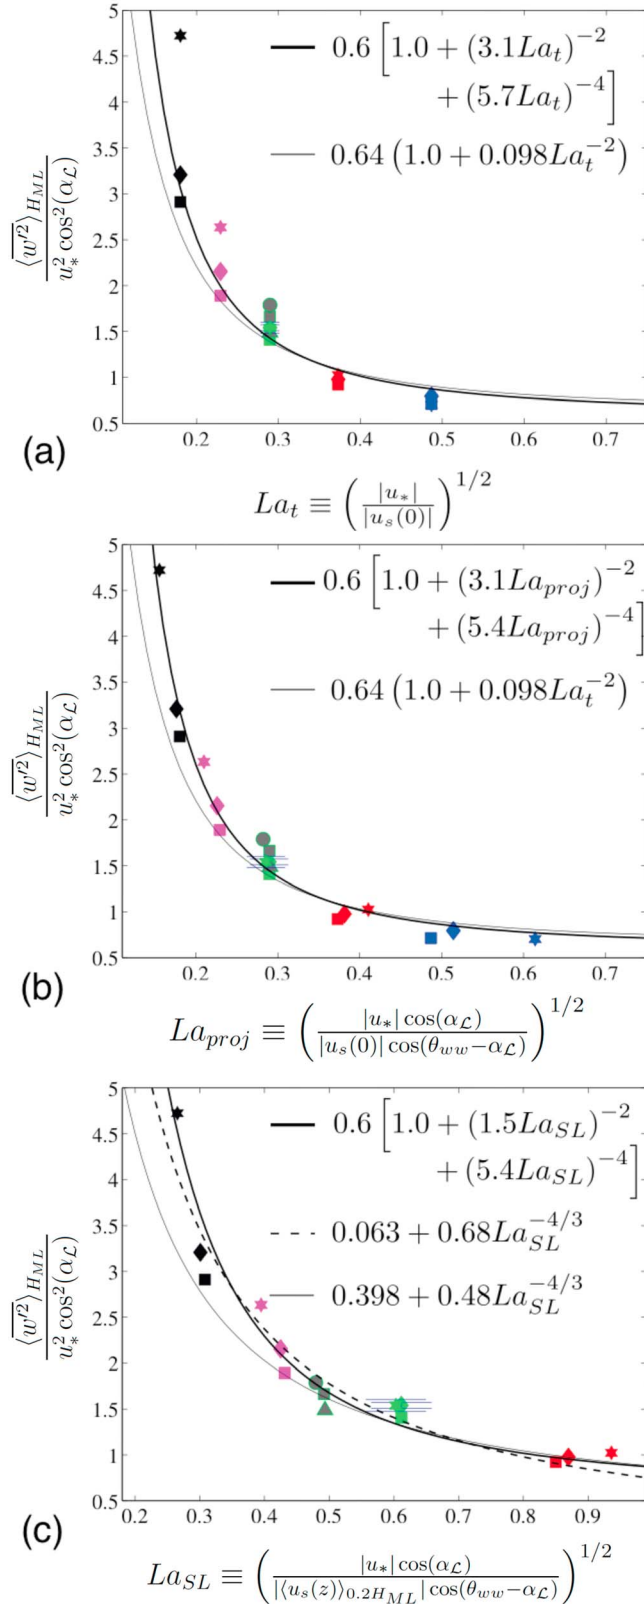 5
4.5
4
3.5
3
2.5
2
1.5
1
0.5
0.2 0.3 0.4 0.5 0.6 0.7
⟨w′²⟩_{H_{ML}} / u_*² cos²(α_ℒ)
0.6 [1.0 + (3.1La_t)^{−2}
+ (5.7La_t)^{−4}]
0.64 (1.0 + 0.098La_t^{−2})
(a)
La_t ≡ (|u_*| / |u_s(0)|)^{1/2}
5
4.5
4
3.5
3
2.5
2
1.5
1
0.5
0.2 0.3 0.4 0.5 0.6 0.7
⟨w′²⟩_{H_{ML}} / u_*² cos²(α_ℒ)
0.6 [1.0 + (3.1La_{proj})^{−2}
+ (5.4La_{proj})^{−4}]
0.64 (1.0 + 0.098La_t^{−2})
(b)
La_{proj} ≡ (|u_*| cos(α_ℒ) / |u_s(0)| cos(θ_{ww}−α_ℒ))^{1/2}
5
4.5
4
3.5
3
2.5
2
1.5
1
0.5
0.2 0.3 0.4 0.5 0.6 0.7 0.8 0.9
⟨w′²⟩_{H_{ML}} / u_*² cos²(α_ℒ)
0.6 [1.0 + (1.5La_{SL})^{−2}
+ (5.4La_{SL})^{−4}]
0.063 + 0.68La_{SL}^{−4/3}
0.398 + 0.48La_{SL}^{−4/3}
(c)
La_{SL} ≡ (|u_*| cos(α_ℒ) / |⟨u_s(z)⟩_{0.2H_{ML}}| cos(θ_{ww}−α_ℒ))^{1/2}